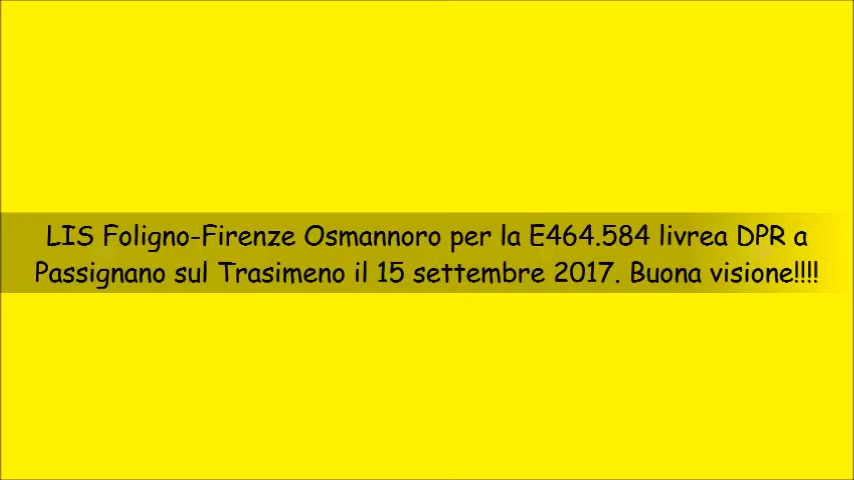 LIS Foligno-Firenze Osmannoro per la E464.584 livrea DPR a
Passignano sul Trasimeno il 15 settembre 2017. Buona visione!!!!